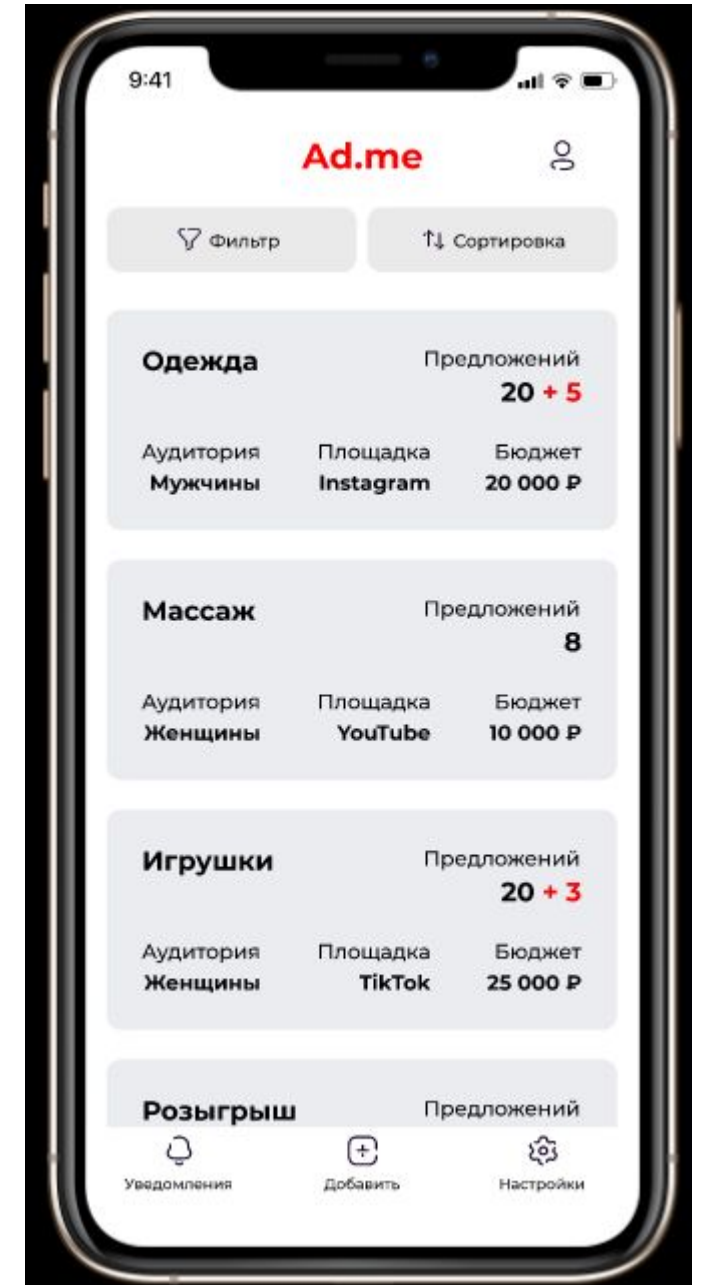 9:41
Ad.me
Фильтр
Сортировка
Одежда
Предложений
20 + 5
Аудитория Площадка Бюджет
Мужчины Instagram 20 000 ₽
Массаж
Предложений
8
Аудитория Площадка Бюджет
Женщины YouTube 10 000 ₽
Игрушки
Предложений
20 + 3
Аудитория Площадка Бюджет
Женщины TikTok 25 000 ₽
Розыгрыш
Предложений
Уведомления Добавить Настройки